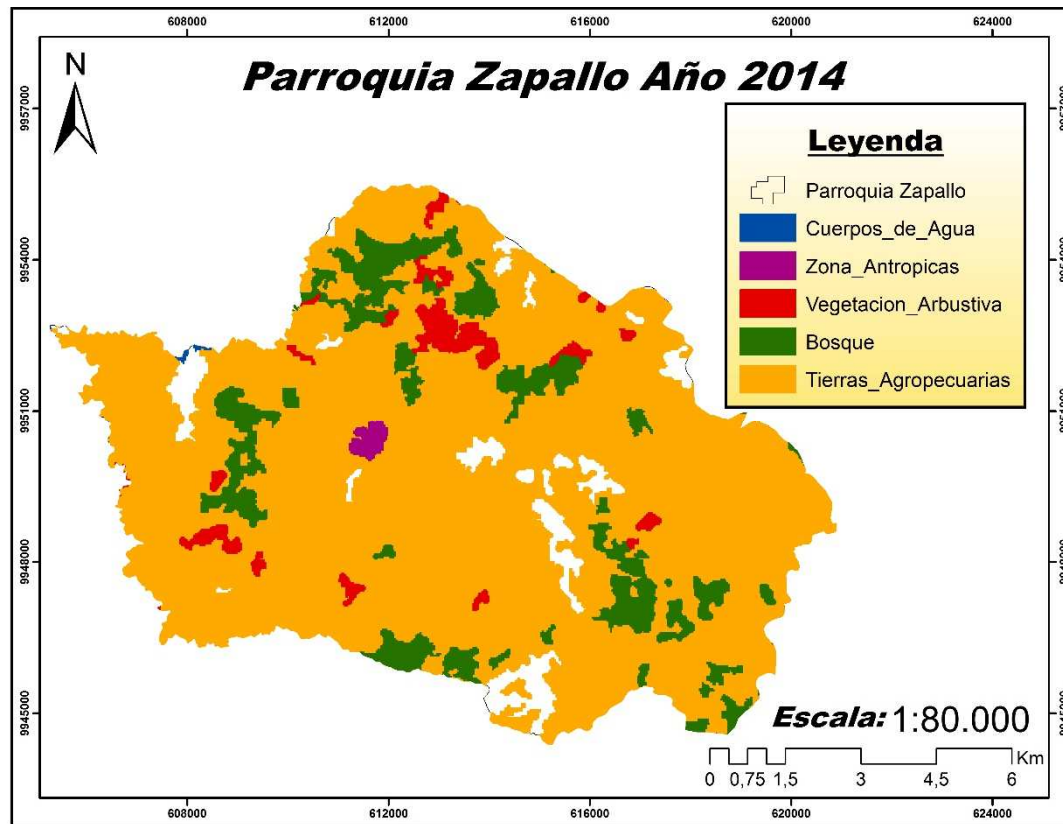 608000 612000 616000 620000 624000
N
Parroquia Zapallo Año 2014
Leyenda
Parroquia Zapallo
Cuerpos_de_Agua
Zona_Antropicas
Vegetacion_Arbustiva
Bosque
Tierras_Agropecuarias
9957000
9954000
9951000
9948000
9945000
Escala: 1:80.000
Km
0 0,75 1,5 3 4,5 6
608000 612000 616000 620000 624000